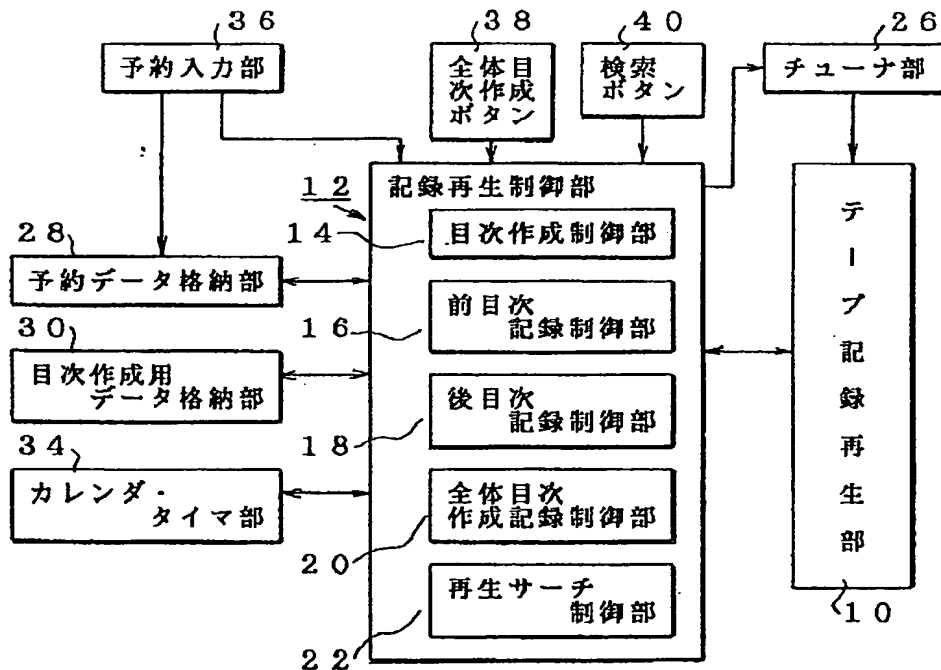 ３６
３８
４０
２６
予約入力部
全体目
次作成
ボタン
検索
ボタン
チューナ部
１２
記録再生制御部
１４
目次作成制御部
２８
予約データ格納部
１６
前目次
記録制御部
３０
目次作成用
データ格納部
１８
後目次
記録制御部
３４
カレンダ・
タイマ部
２０
全体目次
作成記録制御部
２２
再生サーチ
制御部
テープ記録再生部
１０